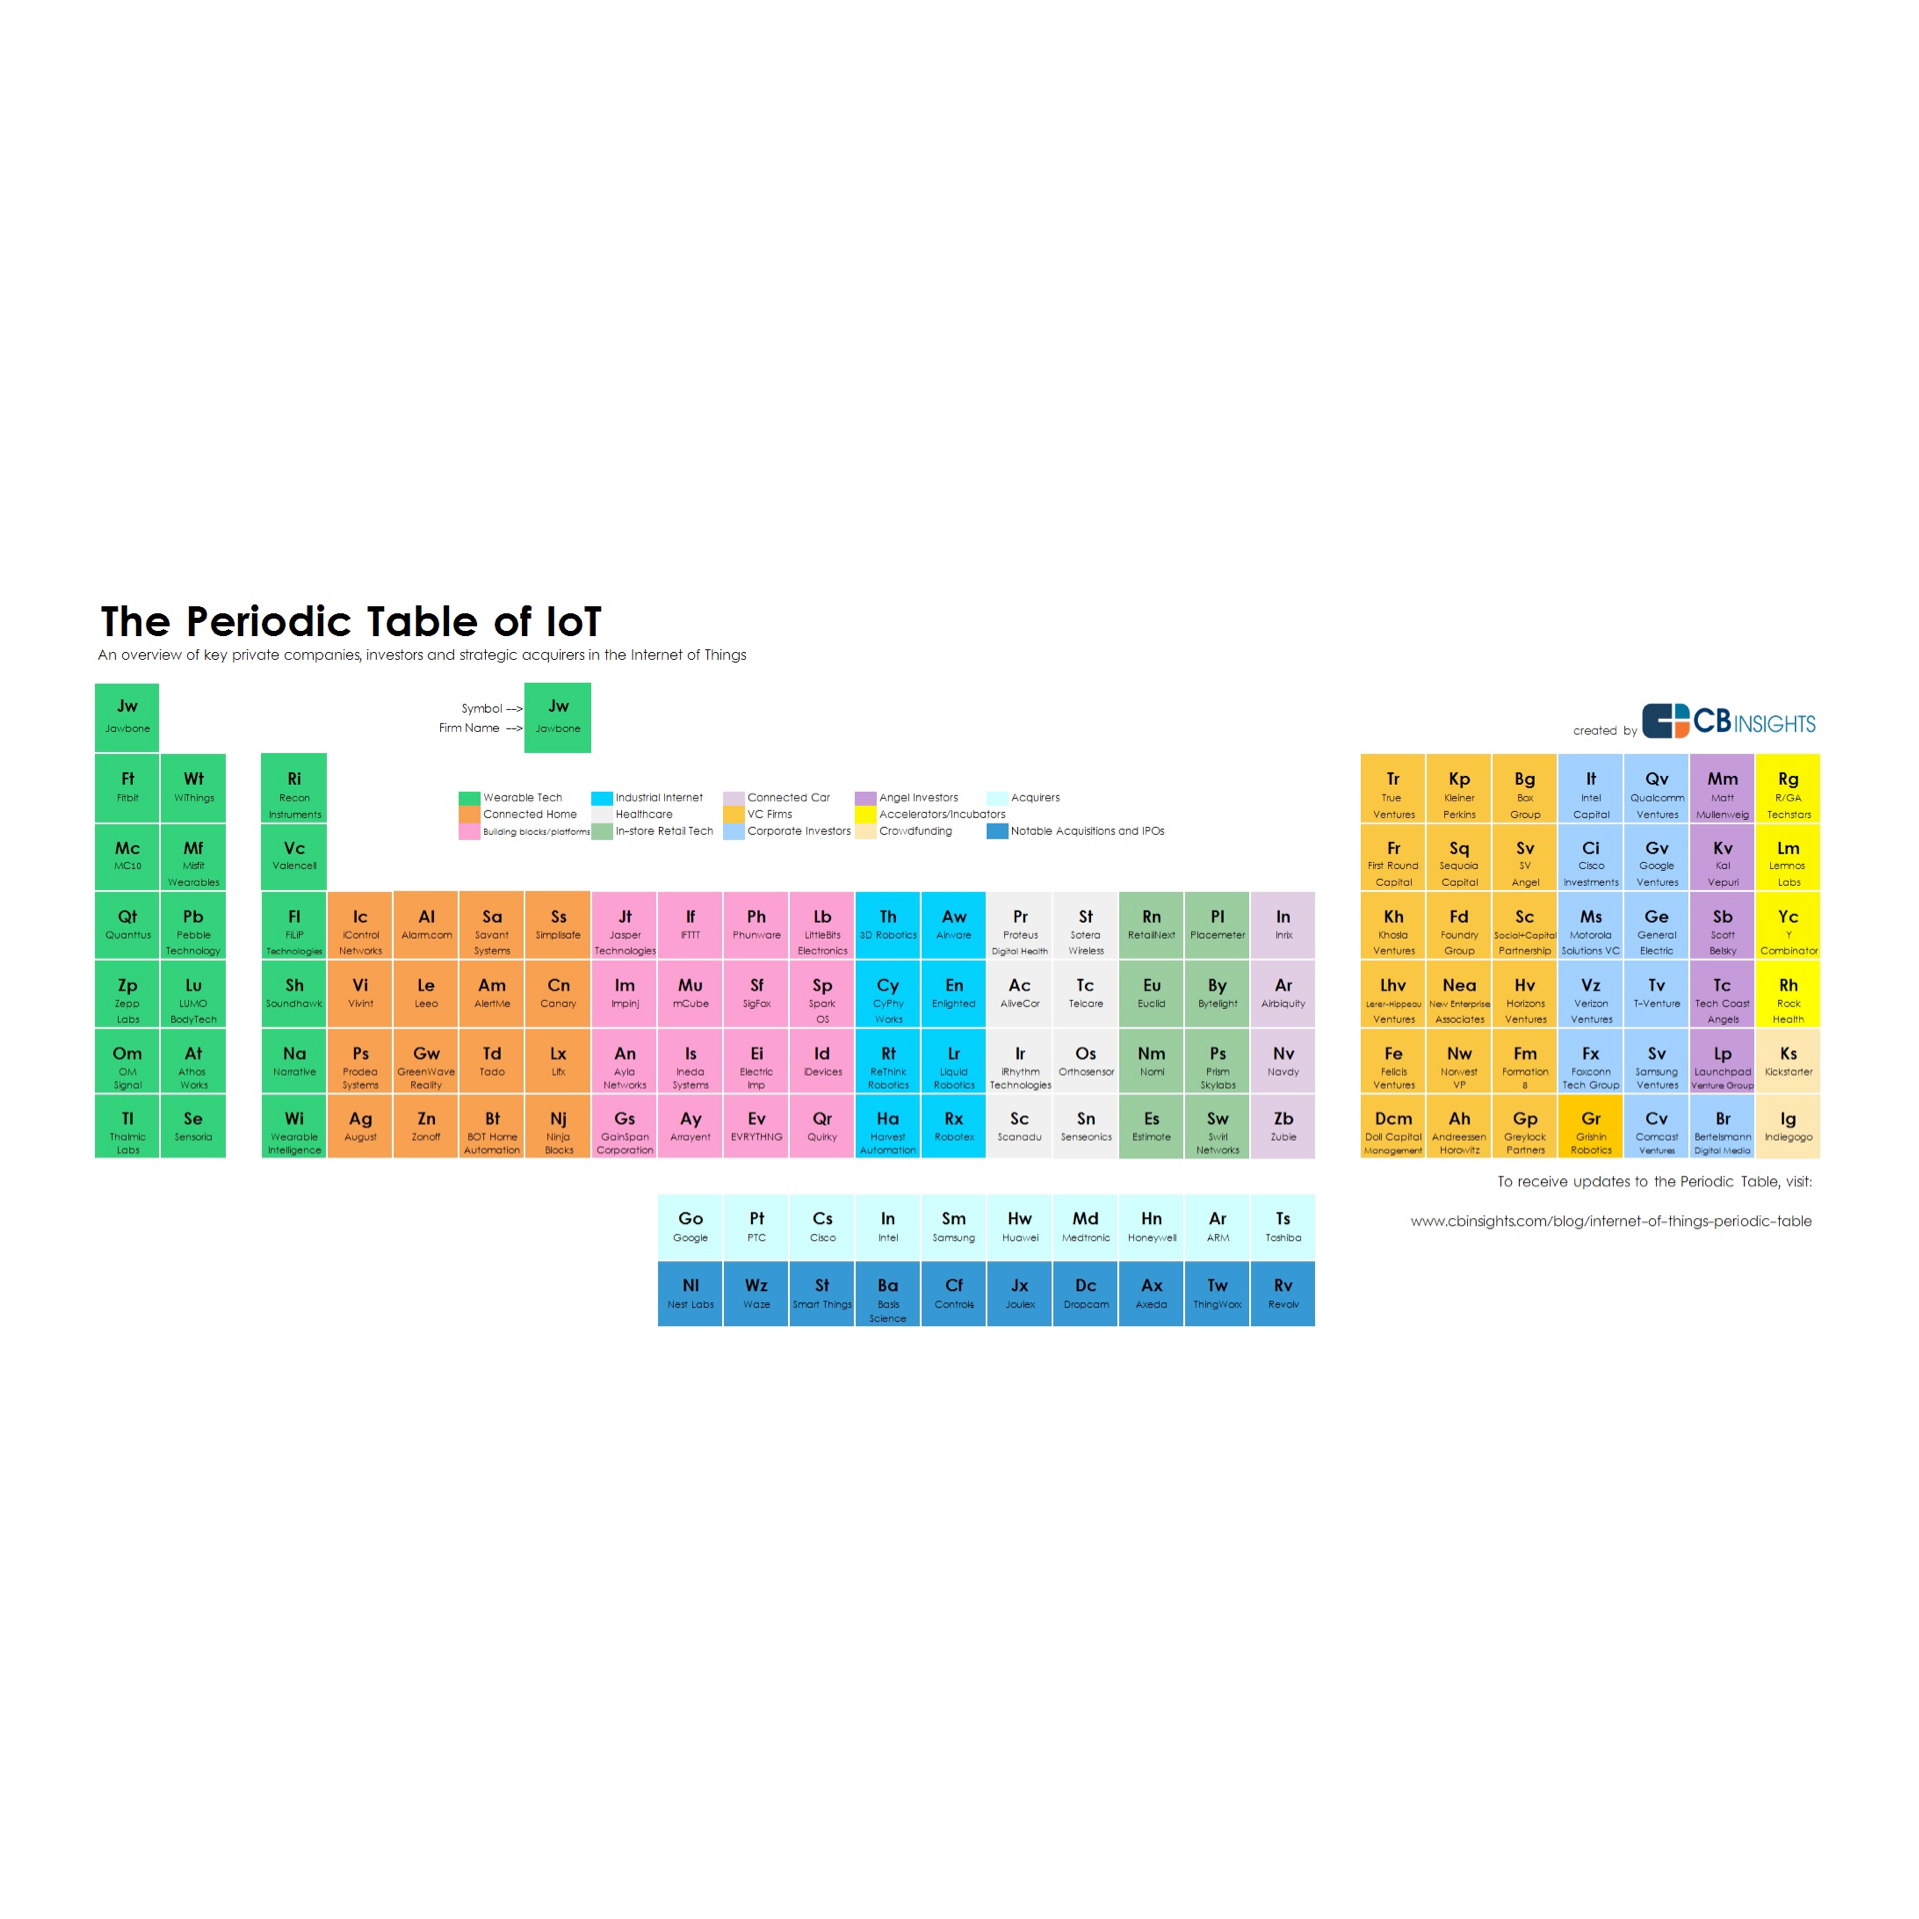 The Periodic Table of IoT
An overview of key private companies, investors and strategic acquirers in the Internet of Things
Jw
Jawbone
Symbol -->
Firm Name -->
Jw
Jawbone
created by
CB INSIGHTS
Wearable Tech
Industrial Internet
Connected Car
Angel Investors
Acquirers
Connected Home
Healthcare
VC Firms
Accelerators/Incubators
Building blocks/platforms
In-store Retail Tech
Corporate Investors
Crowdfunding
Notable Acquisitions and IPOs
Ft
Fitbit
Wt
WiThings
Ri
Recon
Instruments
Tr
True
Ventures
Kp
Kleiner
Perkins
Bg
Box
Group
It
Intel
Capital
Qv
Qualcomm
Ventures
Mm
Matt
Mullenweig
Rg
R/GA
Techstars
Mc
MC10
Mf
Misfit
Wearables
Vc
Valencell
Fr
First Round
Capital
Sq
Sequoia
Capital
Sv
SV
Angel
Ci
Cisco
Investments
Gv
Google
Ventures
Kv
Kal
Vepuri
Lm
Lemnos
Labs
Qt
Quanttus
Pb
Pebble
Technology
Fl
FiLIP
Technologies
Ic
iControl
Networks
Al
Alarm.com
Sa
Savant
Systems
Ss
Simplisafe
Jt
Jasper
Technologies
If
IFTTT
Ph
Phunware
Lb
LittleBits
Electronics
Th
3D Robotics
Aw
Airware
Pr
Proteus
Digital Health
St
Sotera
Wireless
Rn
RetailNext
Pl
Placemeter
In
Inrix
Kh
Khosla
Ventures
Fd
Foundry
Group
Sc
Social+Capital
Partnership
Ms
Motorola
Solutions VC
Ge
General
Electric
Sb
Scott
Belsky
Yc
Y
Combinator
Zp
Zepp
Labs
Lu
LUMO
BodyTech
Sh
Soundhawk
Vi
Vivint
Le
Leeo
Am
AlertMe
Cn
Canary
Im
Impinj
Mu
mCube
Sf
SigFox
Sp
Spark
OS
Cy
CyPhy
Works
En
Enlighted
Ac
AliveCor
Tc
Telcare
Eu
Euclid
By
Bytelight
Ar
Airbiquity
Lhv
Lerer-Hippeau
Ventures
Nea
New Enterprise
Associates
Hv
Horizons
Ventures
Vz
Verizon
Ventures
Tv
T-Venture
Tc
Tech Coast
Angels
Rh
Rock
Health
Om
OM
Signal
At
Athos
Works
Na
Narrative
Ps
Prodea
Systems
Gw
GreenWave
Reality
Td
Tado
Lx
Lifx
An
Ayla
Networks
Is
Ineda
Systems
Ei
Electric
Imp
Id
iDevices
Rt
ReThink
Robotics
Lr
Liquid
Robotics
Ir
iRhythm
Technologies
Os
Orthosensor
Nm
Nomi
Ps
Prism
Skylabs
Nv
Navdy
Fe
Felicis
Ventures
Nw
Norwest
VP
Fm
Formation
8
Fx
Foxconn
Tech Group
Sv
Samsung
Ventures
Lp
Launchpad
Venture Group
Ks
Kickstarter
Tl
Thalmic
Labs
Se
Sensoria
Wi
Wearable
Intelligence
Ag
August
Zn
Zonoff
Bt
BOT Home
Automation
Nj
Ninja
Blocks
Gs
GainSpan
Corporation
Ay
Arrayent
Ev
EVRYTHNG
Qr
Quirky
Ha
Harvest
Automation
Rx
Robotex
Sc
Scanadu
Sn
Senseonics
Es
Estimote
Sw
Swirl
Networks
Zb
Zubie
Dcm
Doll Capital
Management
Ah
Andreessen
Horowitz
Gp
Greylock
Partners
Gr
Grishin
Robotics
Cv
Comcast
Ventures
Br
Bertelsmann
Digital Media
Ig
Indiegogo
To receive updates to the Periodic Table, visit:
www.cbinsights.com/blog/internet-of-things-periodic-table
Go
Google
Pt
PTC
Cs
Cisco
In
Intel
Sm
Samsung
Hw
Huawei
Md
Medtronic
Hn
Honeywell
Ar
ARM
Ts
Toshiba
Nl
Nest Labs
Wz
Waze
St
Smart Things
Ba
Basis
Science
Cf
Control4
Jx
Joulex
Dc
Dropcam
Ax
Axeda
Tw
ThingWorx
Rv
Revolv